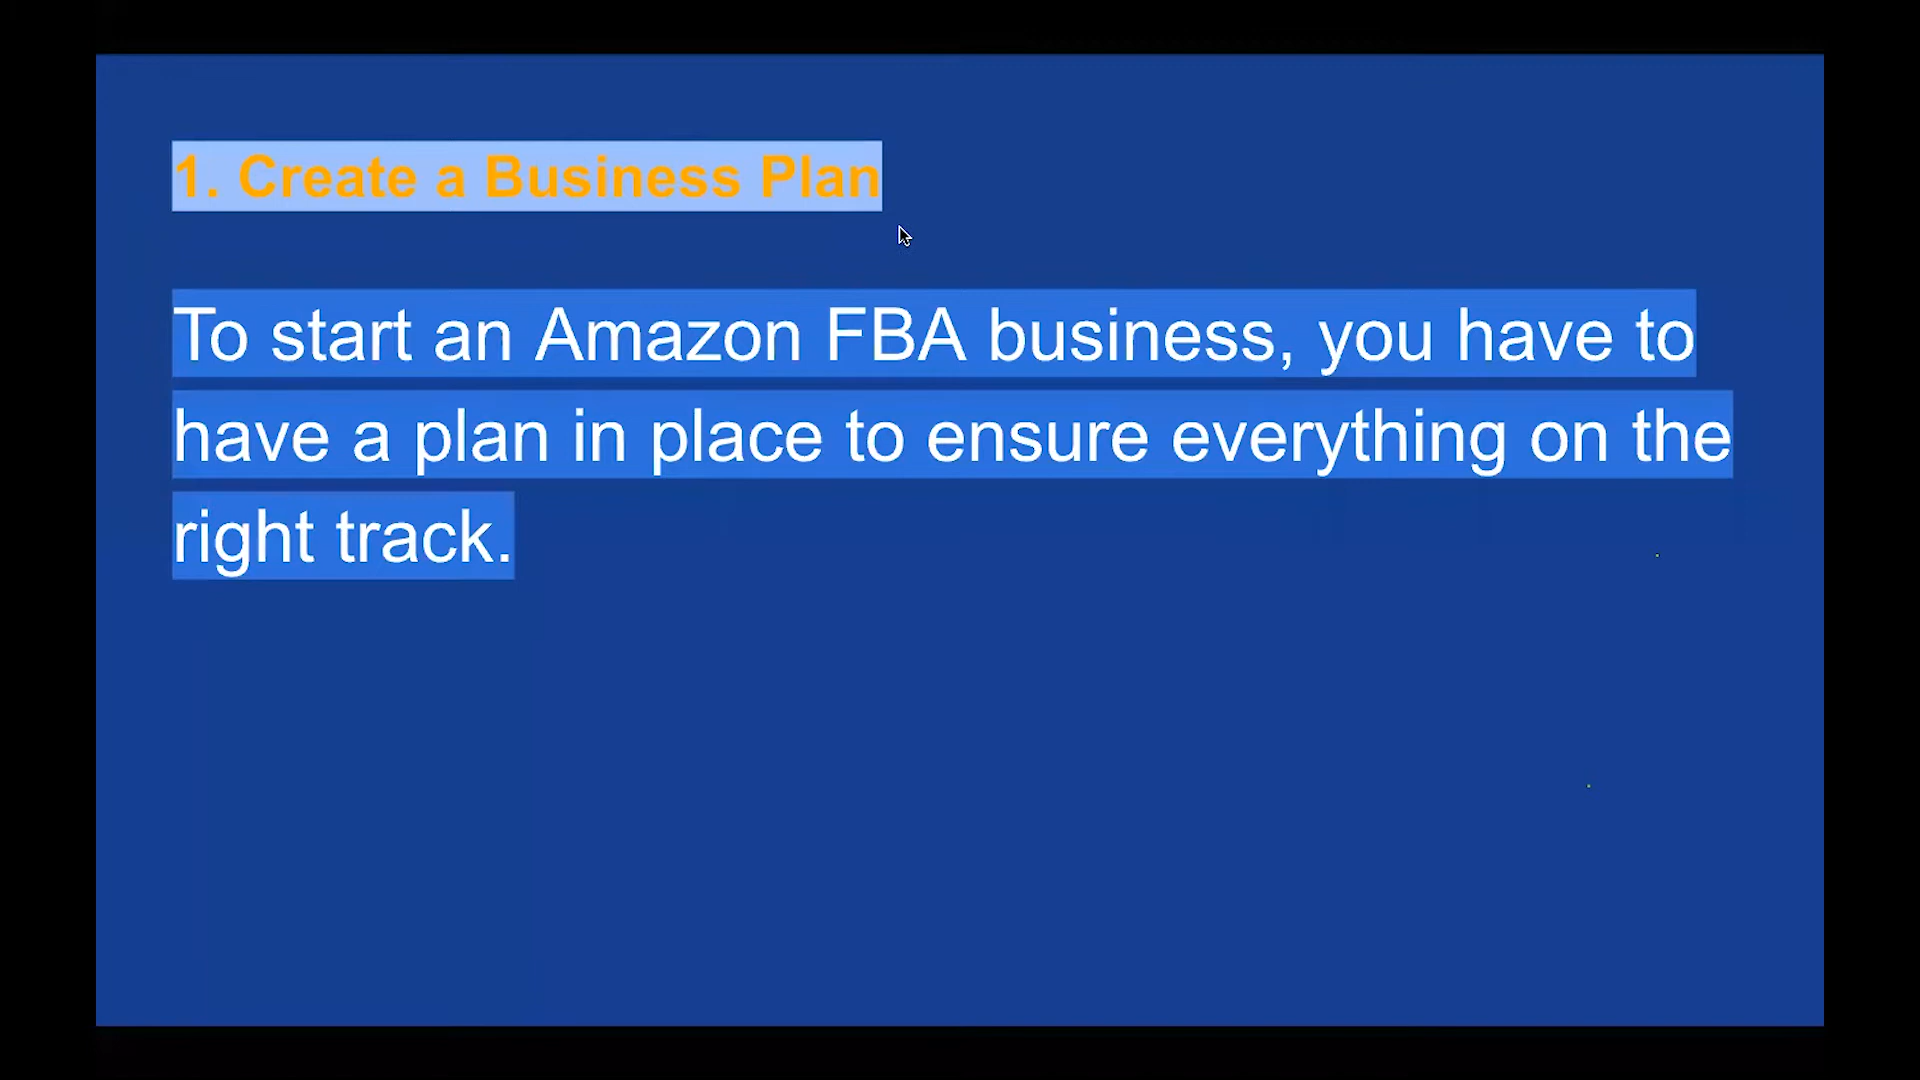 1. Create a Business Plan
To start an Amazon FBA business, you have to
have a plan in place to ensure everything on the
right track.